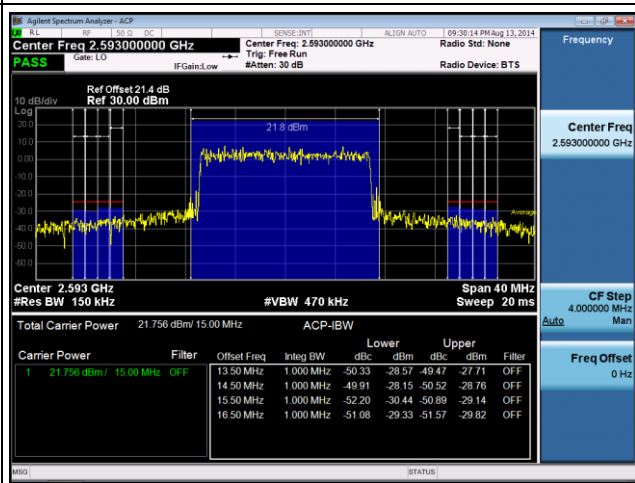 Agilent Spectrum Analyzer - ACP
RL RF 50 Ω DC SENSE:INT ALIGN AUTO 09:30:14 PM Aug 13, 2014
Center Freq 2.593000000 GHz Center Freq: 2.593000000 GHz Radio Std: None
PASS Gate: LO Trig: Free Run
IFGain:Low #Atten: 30 dB Radio Device: BTS
Ref Offset 21.4 dB
10 dB/div Ref 30.00 dBm
Log
20.0
10.0
0.00
-10.0
-20.0
-30.0
-40.0
-50.0
-60.0
21.8 dBm
Average
Center 2.593 GHz Span 40 MHz
#Res BW 150 kHz #VBW 470 kHz Sweep 20 ms
Total Carrier Power 21.756 dBm/ 15.00 MHz ACP-IBW
Lower Upper
Carrier Power Filter Offset Freq Integ BW dBc dBm dBc dBm Filter
1 21.756 dBm / 15.00 MHz OFF 13.50 MHz 1.000 MHz -50.33 -28.57 -49.47 -27.71 OFF
14.50 MHz 1.000 MHz -49.91 -28.15 -50.52 -28.76 OFF
15.50 MHz 1.000 MHz -52.20 -30.44 -50.89 -29.14 OFF
16.50 MHz 1.000 MHz -51.08 -29.33 -51.57 -29.82 OFF
MSG STATUS
Frequency
Center Freq
2.593000000 GHz
CF Step
4.000000 MHz
Auto Man
Freq Offset
0 Hz